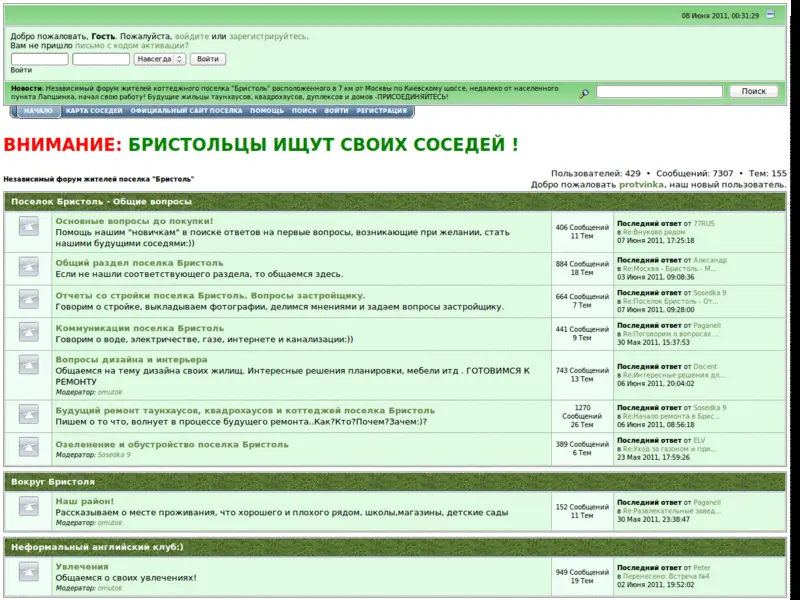 08 Июня 2011, 00:31:29
Добро пожаловать, Гость. Пожалуйста, войдите или зарегистрируйтесь.
Вам не пришло письмо с кодом активации?
Навсегда Войти
Войти
Новости: Независимый форум жителей коттеджного поселка "Бристоль" расположенного в 7 км от Москвы по Киевскому шоссе, недалеко от населенного
пункта Лапшинка, начал свою работу! Будущие жильцы таунхаусов, квадрохаусов, дуплексов и домов -ПРИСОЕДИНЯЙТЕСЬ!
Поиск
НАЧАЛО КАРТА СОСЕДЕЙ ОФИЦИАЛЬНЫЙ САЙТ ПОСЕЛКА ПОМОЩЬ ПОИСК ВОЙТИ РЕГИСТРАЦИЯ
ВНИМАНИЕ: БРИСТОЛЬЦЫ ИЩУТ СВОИХ СОСЕДЕЙ !
Пользователей: 429 • Сообщений: 7307 • Тем: 155
Независимый форум жителей поселка "Бристоль"
Добро пожаловать protvinka, наш новый пользователь.
Поселок Бристоль - Общие вопросы
Основные вопросы до покупки!
Помощь нашим "новичкам" в поиске ответов на первые вопросы, возникающие при желании, стать
нашими будущими соседями:))
406 Сообщений
11 Тем
Последний ответ от 77RUS
в Re:Внуково рядом
07 Июня 2011, 17:25:18
Общий раздел поселка Бристоль
Если не нашли соответствующего раздела, то общаемся здесь.
884 Сообщений
18 Тем
Последний ответ от Александр
в Re:Москва - Бристоль - М...
03 Июня 2011, 09:08:36
Отчеты со стройки поселка Бристоль. Вопросы застройщику.
Говорим о стройке, выкладываем фотографии, делимся мнениями и задаем вопросы застройщику.
664 Сообщений
7 Тем
Последний ответ от Sosedka 9
в Re:Поселок Бристоль - От...
07 Июня 2011, 09:28:00
Коммуникации поселка Бристоль
Говорим о воде, электричестве, газе, интернете и канализации:))
441 Сообщений
9 Тем
Последний ответ от Paganell
в Re:Поговорим о вопросах ...
30 Мая 2011, 15:37:53
Вопросы дизайна и интерьера
Общаемся на тему дизайна своих жилищ. Интересные решения планировки, мебели итд . ГОТОВИМСЯ К
РЕМОНТУ
Модератор: omutok
743 Сообщений
13 Тем
Последний ответ от Docent
в Re:Интересные решения дл...
06 Июня 2011, 20:04:02
Будущий ремонт таунхаусов, квадрохаусов и коттеджей поселка Бристоль
Пишем о то что, волнует в процессе будущего ремонта..Как?Кто?Почем?Зачем:)?
1270
Сообщений
26 Тем
Последний ответ от Sosedka 9
в Re:Начало ремонта в Брис...
06 Июня 2011, 08:56:18
Озеленение и обустройство поселка Бристоль
Модератор: Sosedka 9
389 Сообщений
6 Тем
Последний ответ от ELV
в Re:Уход за газоном и при...
23 Мая 2011, 17:59:26
Вокруг Бристоля
Наш район!
Рассказываем о месте проживания, что хорошего и плохого рядом, школы,магазины, детские сады
Модератор: omutok
152 Сообщений
11 Тем
Последний ответ от Paganell
в Re:Развлекательные завед...
30 Мая 2011, 23:38:47
Неформальный английский клуб:)
Увлечения
Общаемся о своих увлечениях!
Модератор: omutok
949 Сообщений
19 Тем
Последний ответ от Peter
в Перенесено: Встреча №4
02 Июня 2011, 19:52:02